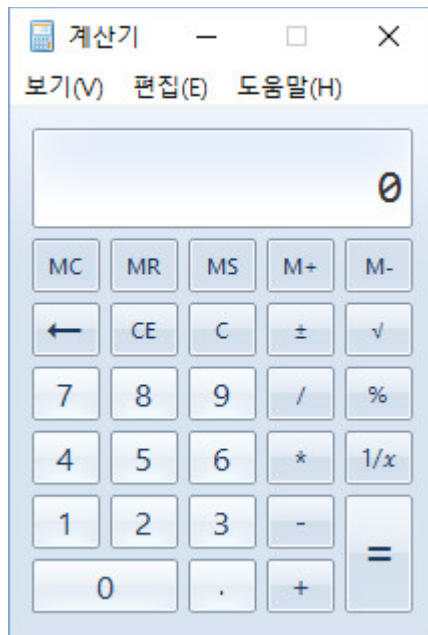 계산기
보기(V) 편집(E) 도움말(H)
0
MC MR MS M+ M-
← CE C ± √
7 8 9 / %
4 5 6 * 1/x
1 2 3 - =
0 . +